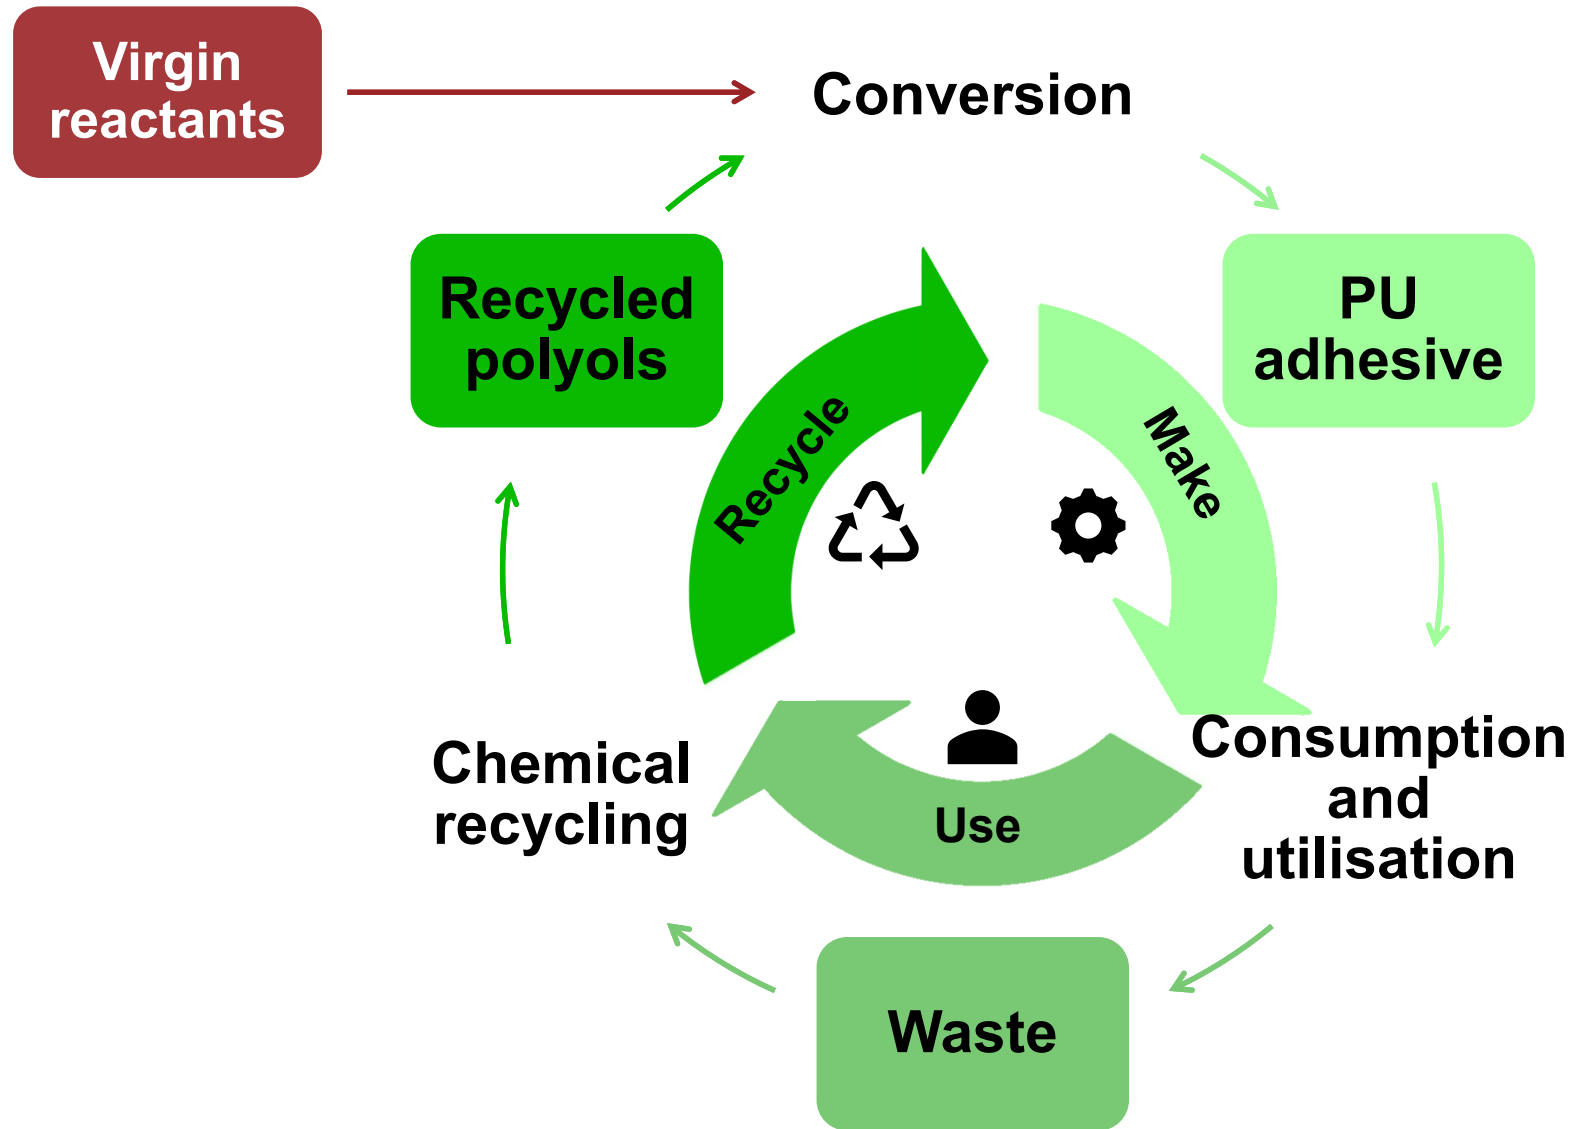 Virgin
reactants
Conversion
Recycled
polyols
PU
adhesive
Recycle
Make
Chemical
recycling
Use
Consumption
and
utilisation
Waste